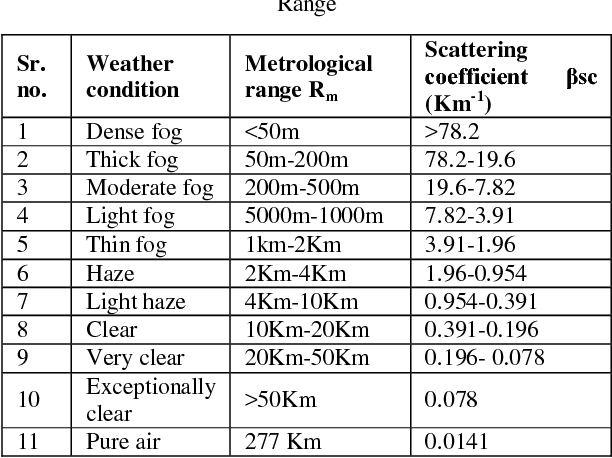 Range
Sr. no. Weather condition Metrological range Rm Scattering coefficient βsc (Km-1)
1 Dense fog <50m >78.2
2 Thick fog 50m-200m 78.2-19.6
3 Moderate fog 200m-500m 19.6-7.82
4 Light fog 5000m-1000m 7.82-3.91
5 Thin fog 1km-2Km 3.91-1.96
6 Haze 2Km-4Km 1.96-0.954
7 Light haze 4Km-10Km 0.954-0.391
8 Clear 10Km-20Km 0.391-0.196
9 Very clear 20Km-50Km 0.196- 0.078
10 Exceptionally clear >50Km 0.078
11 Pure air 277 Km 0.0141